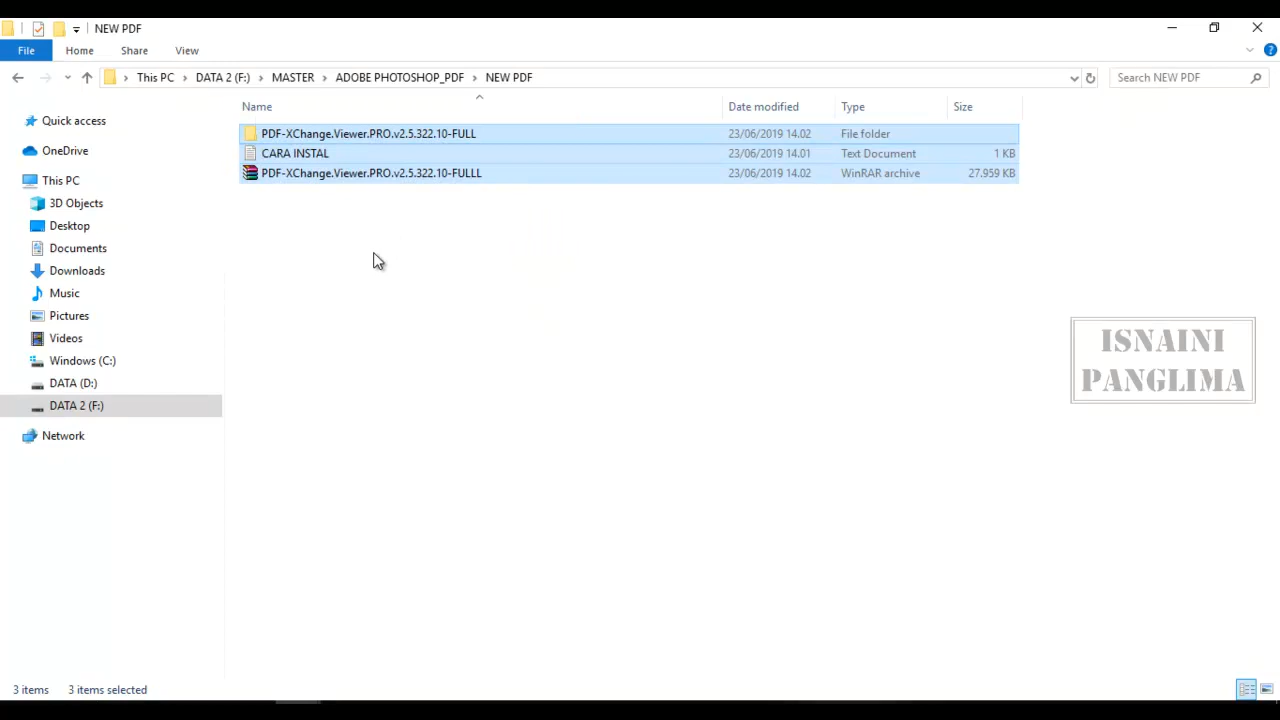 NEW PDF
File Home Share View
This PC DATA 2 (F:) MASTER ADOBE PHOTOSHOP_PDF NEW PDF
Search NEW PDF
Name Date modified Type Size
PDF-XChange.Viewer.PRO.v2.5.322.10-FULL 23/06/2019 14.02 File folder
CARA INSTAL 23/06/2019 14.01 Text Document 1 KB
PDF-XChange.Viewer.PRO.v2.5.322.10-FULLL 23/06/2019 14.02 WinRAR archive 27.959 KB
Quick access
OneDrive
This PC
3D Objects
Desktop
Documents
Downloads
Music
Pictures
Videos
Windows (C:)
DATA (D:)
DATA 2 (F:)
Network
ISNAINI
PANGLIMA
3 items 3 items selected